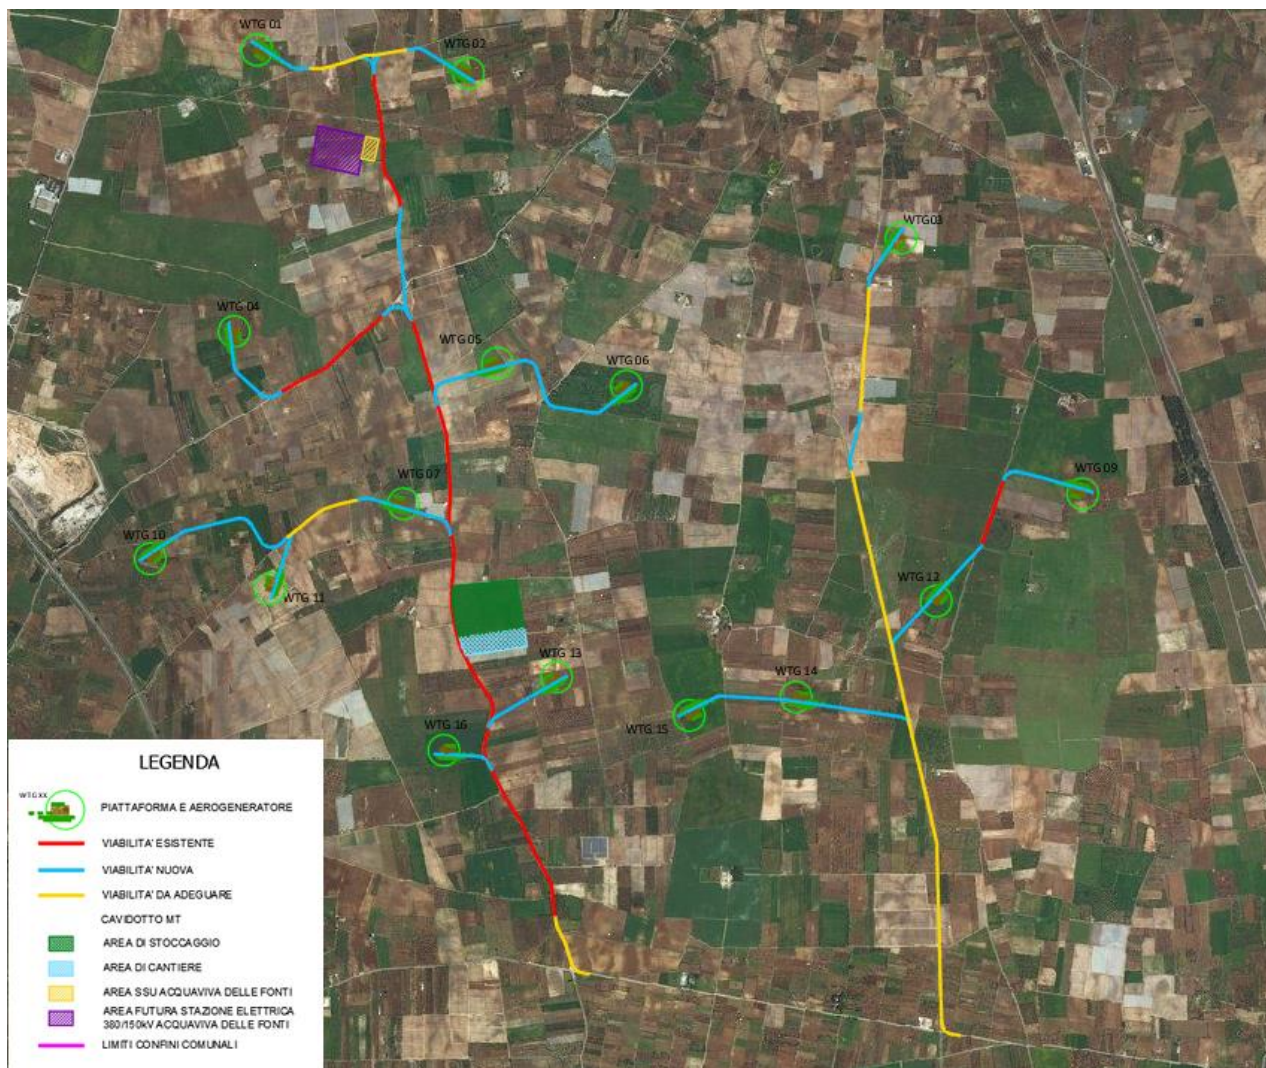 WTG 01
WTG 02
WTG03
WTG 04
WTG 05
WTG 06
WTG 07
WTG 09
WTG 10
WTG 11
WTG 12
WTG 13
WTG 14
WTG 15
WTG 16
LEGENDA
WTG XX
PIATTAFORMA E AEROGENERATORE
VIABILITA' ESISTENTE
VIABILITA' NUOVA
VIABILITA' DA ADEGUARE
CAVIDOTTO MT
AREA DI STOCCAGGIO
AREA DI CANTIERE
AREA SSU ACQUAVIVA DELLE FONTI
AREA FUTURA STAZIONE ELETTRICA
380/150kV ACQUAVIVA DELLE FONTI
LIMITI CONFINI COMUNALI